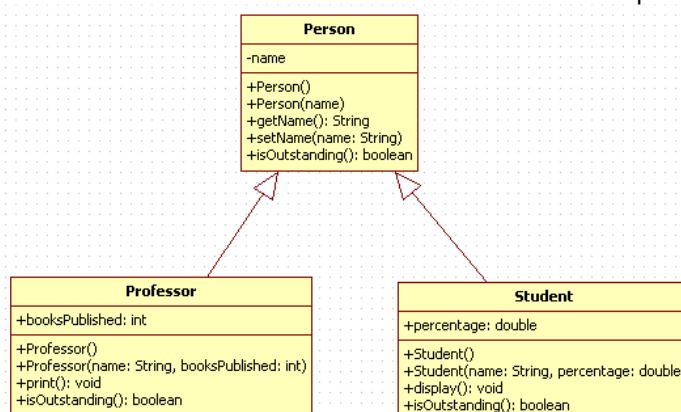 Person
-name
+Person()
+Person(name)
+getName(): String
+setName(name: String)
+isOutstanding(): boolean
Professor
+booksPublished: int
+Professor()
+Professor(name: String, booksPublished: int)
+print(): void
+isOutstanding(): boolean
Student
+percentage: double
+Student()
+Student(name: String, percentage: double
+display(): void
+isOutstanding(): boolean